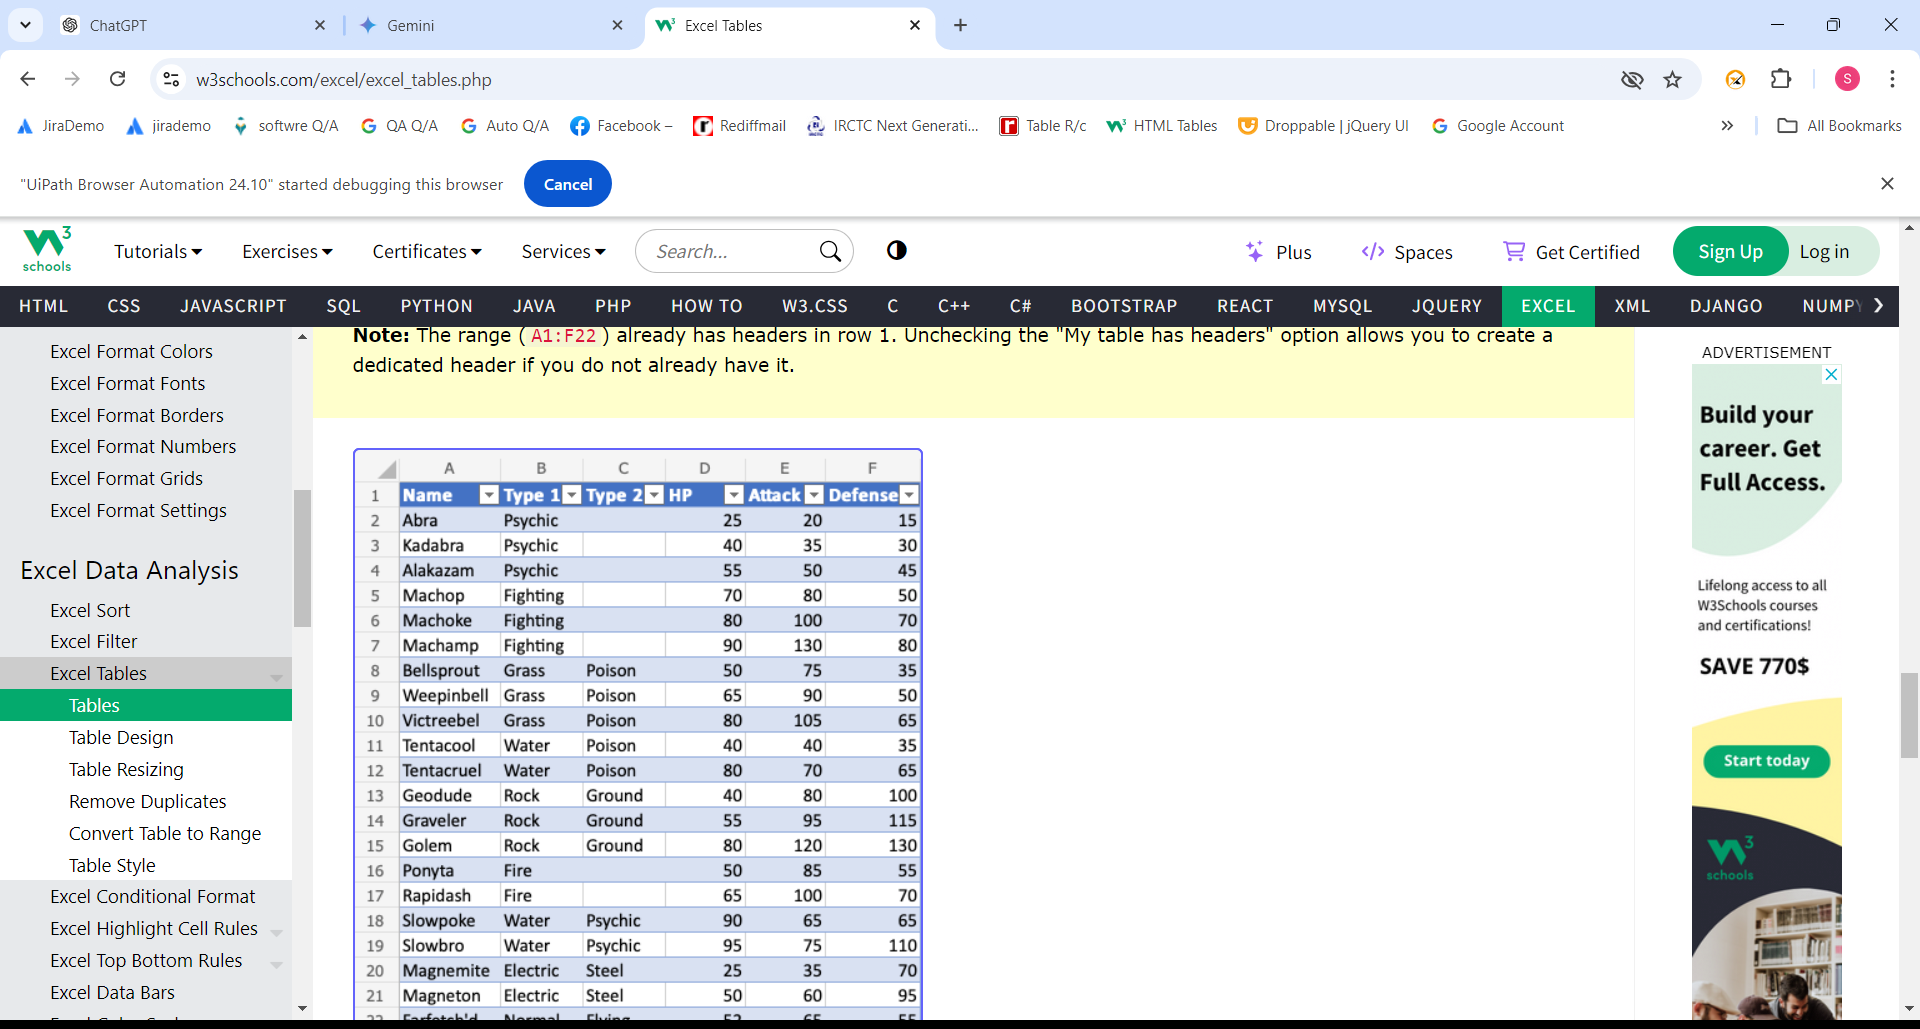 ChatGPT
Gemini
Excel Tables
w3schools.com/excel/excel_tables.php
S
JiraDemo
jirademo
softwre Q/A
QA Q/A
Auto Q/A
Facebook –
Rediffmail
IRCTC Next Generati...
Table R/c
HTML Tables
Droppable | jQuery UI
Google Account
All Bookmarks
"UiPath Browser Automation 24.10" started debugging this browser
Cancel
schools
Tutorials
Exercises
Certificates
Services
Search...
Plus
Spaces
Get Certified
Sign Up
Log in
HTML CSS JAVASCRIPT SQL PYTHON JAVA PHP HOW TO W3.CSS C C++ C# BOOTSTRAP REACT MYSQL JQUERY EXCEL XML DJANGO NUMPY
Excel Format Colors
Excel Format Fonts
Excel Format Borders
Excel Format Numbers
Excel Format Grids
Excel Format Settings
Excel Data Analysis
Excel Sort
Excel Filter
Excel Tables
Tables
Table Design
Table Resizing
Remove Duplicates
Convert Table to Range
Table Style
Excel Conditional Format
Excel Highlight Cell Rules
Excel Top Bottom Rules
Excel Data Bars
Note: The range ( A1:F22 ) already has headers in row 1. Unchecking the "My table has headers" option allows you to create a
dedicated header if you do not already have it.
A B C D E F
1 Name Type 1 Type 2 HP Attack Defense
2 Abra Psychic 25 20 15
3 Kadabra Psychic 40 35 30
4 Alakazam Psychic 55 50 45
5 Machop Fighting 70 80 50
6 Machoke Fighting 80 100 70
7 Machamp Fighting 90 130 80
8 Bellsprout Grass Poison 50 75 35
9 Weepinbell Grass Poison 65 90 50
10 Victreebel Grass Poison 80 105 65
11 Tentacool Water Poison 40 40 35
12 Tentacruel Water Poison 80 70 65
13 Geodude Rock Ground 40 80 100
14 Graveler Rock Ground 55 95 115
15 Golem Rock Ground 80 120 130
16 Ponyta Fire 50 85 55
17 Rapidash Fire 65 100 70
18 Slowpoke Water Psychic 90 65 65
19 Slowbro Water Psychic 95 75 110
20 Magnemite Electric Steel 25 35 70
21 Magneton Electric Steel 50 60 95
22 Farfetch'd Normal Flying 52 65 55
ADVERTISEMENT
Build your
career. Get
Full Access.
Lifelong access to all
W3Schools courses
and certifications!
SAVE 770$
Start today
schools